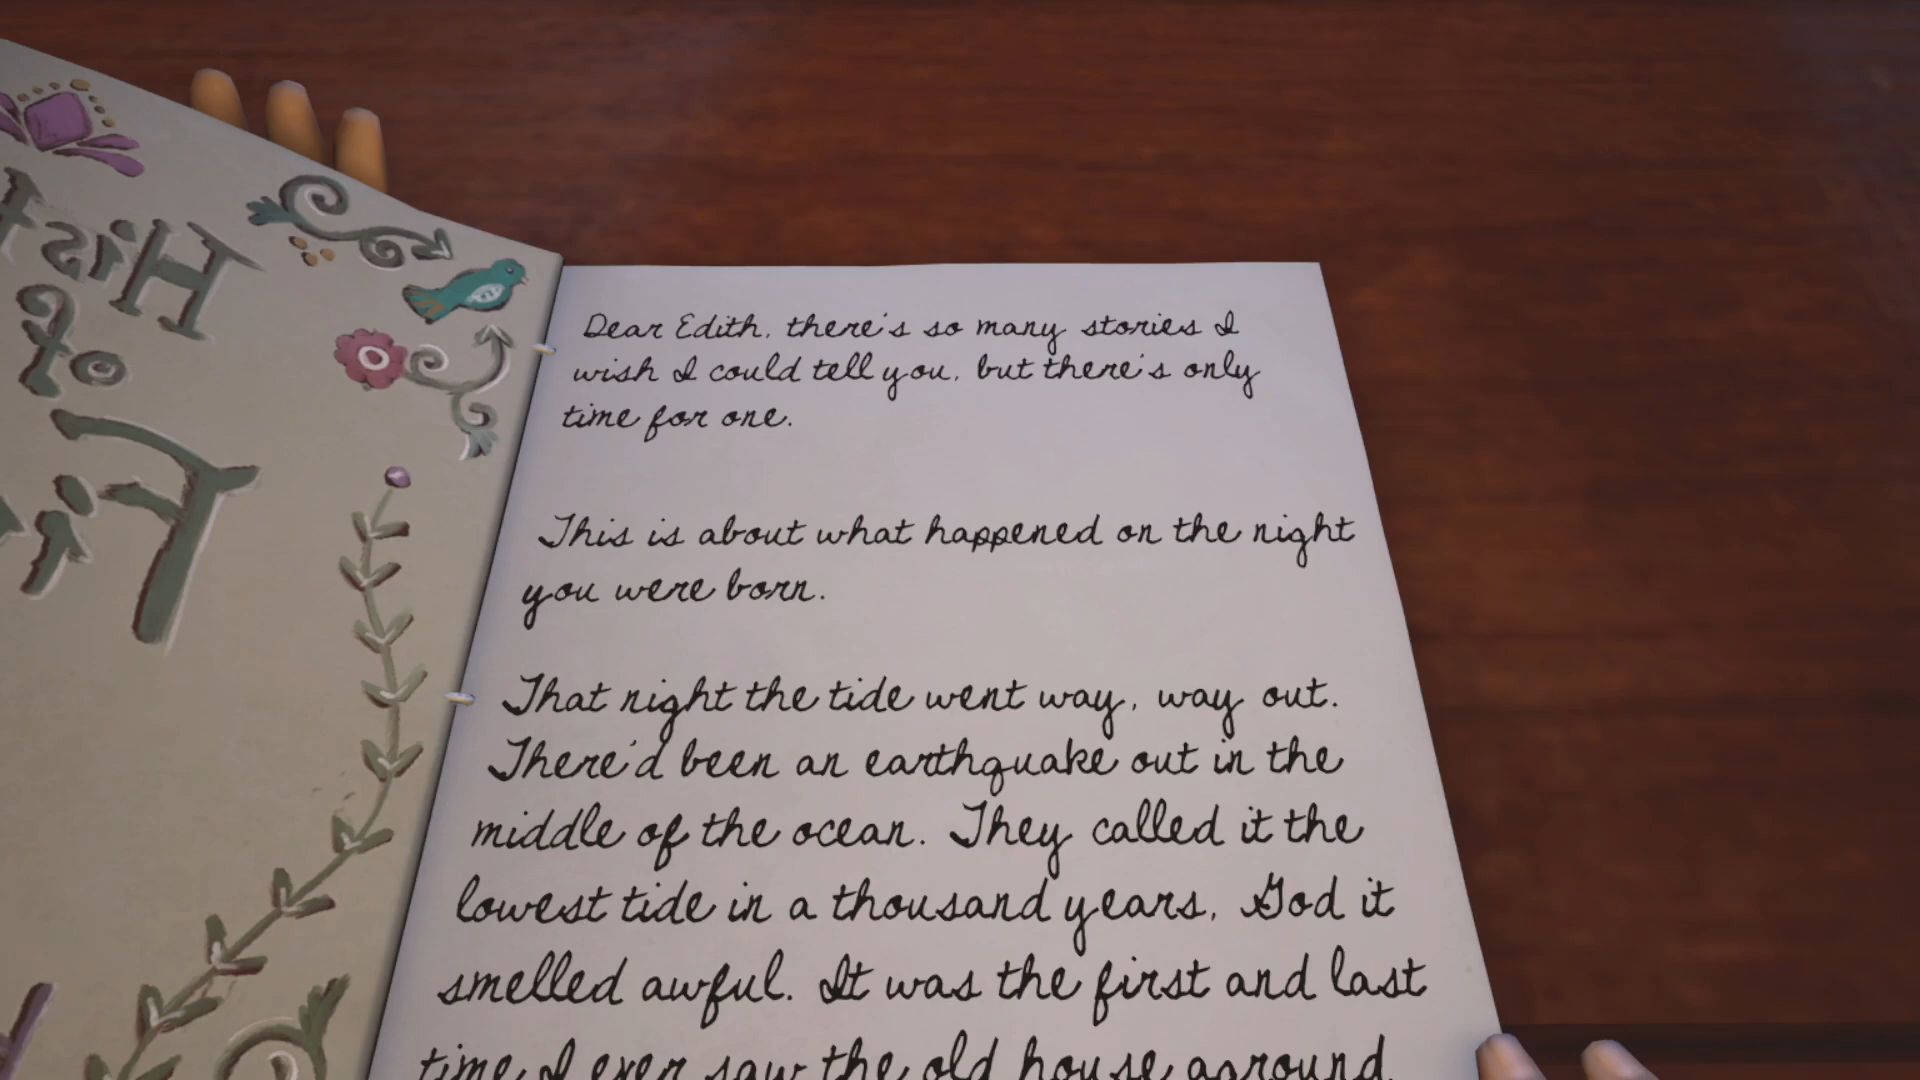 Hist
of
Dear Edith, there's so many stories I
wish I could tell you, but there's only
time for one.
This is about what happened on the night
you were born.
That night the tide went way, way out.
There'd been an earthquake out in the
middle of the ocean. They called it the
lowest tide in a thousand years. God it
smelled awful. It was the first and last
time I ever saw the old house aground.